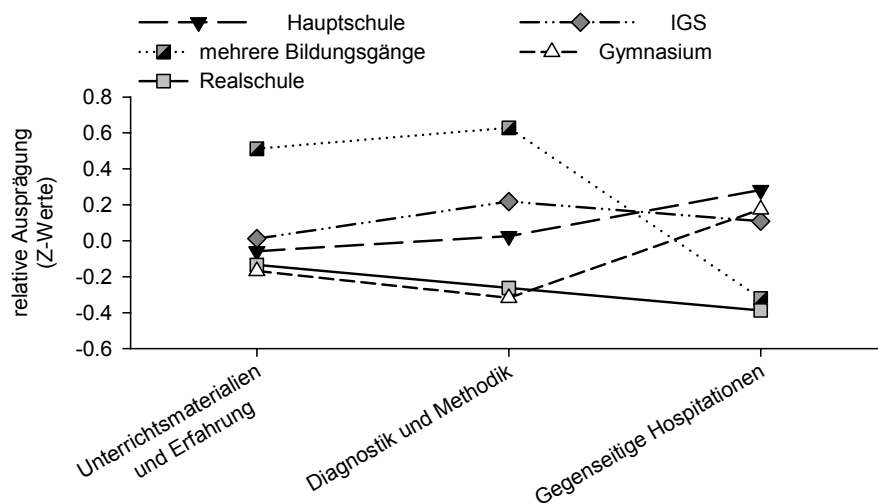 Hauptschule
IGS
mehrere Bildungsgänge
Gymnasium
Realschule
relative Ausprägung
(Z-Werte)
0.8
0.6
0.4
0.2
0.0
-0.2
-0.4
-0.6
Unterrichtsmaterialien
und Erfahrung
Diagnostik und Methodik
Gegenseitige Hospitationen